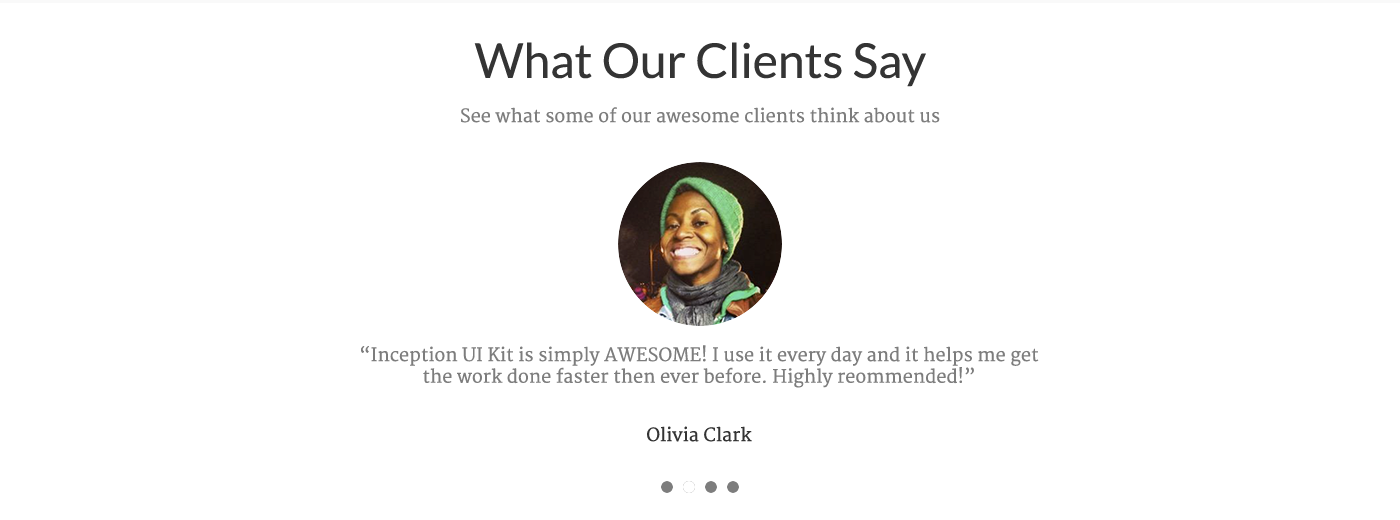 What Our Clients Say
See what some of our awesome clients think about us
“Inception UI Kit is simply AWESOME! I use it every day and it helps me get
the work done faster then ever before. Highly reommended!”
Olivia Clark